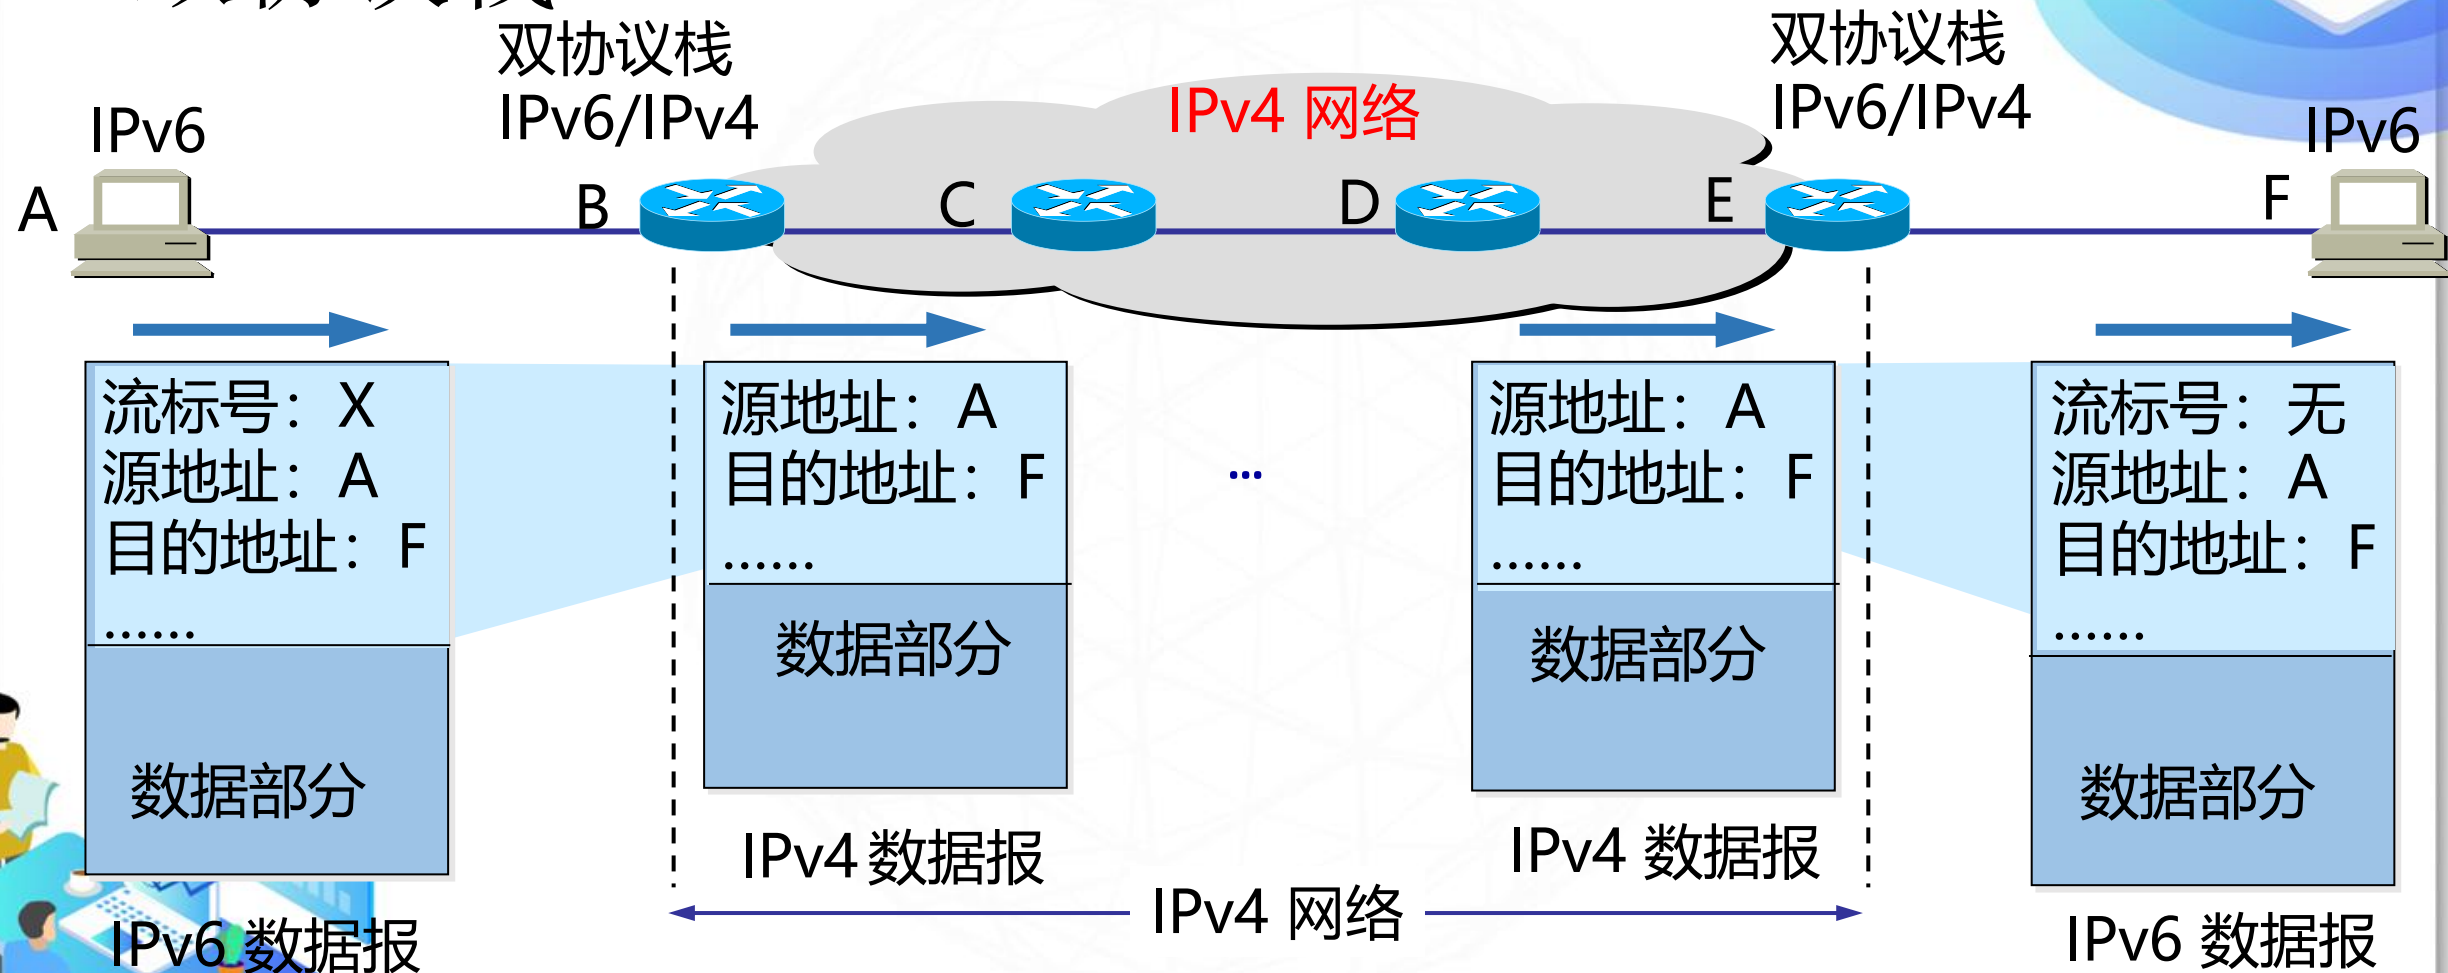 双协议栈
IPv6/IPv4
双协议栈
IPv6/IPv4
IPv4 网络
IPv6
IPv6
A
B
C
D
E
F
流标号：X
源地址：A
目的地址：F
......
数据部分
IPv6 数据报
源地址：A
目的地址：F
......
数据部分
IPv4 数据报
...
源地址：A
目的地址：F
......
数据部分
IPv4 数据报
流标号：无
源地址：A
目的地址：F
......
数据部分
IPv6 数据报
IPv4 网络